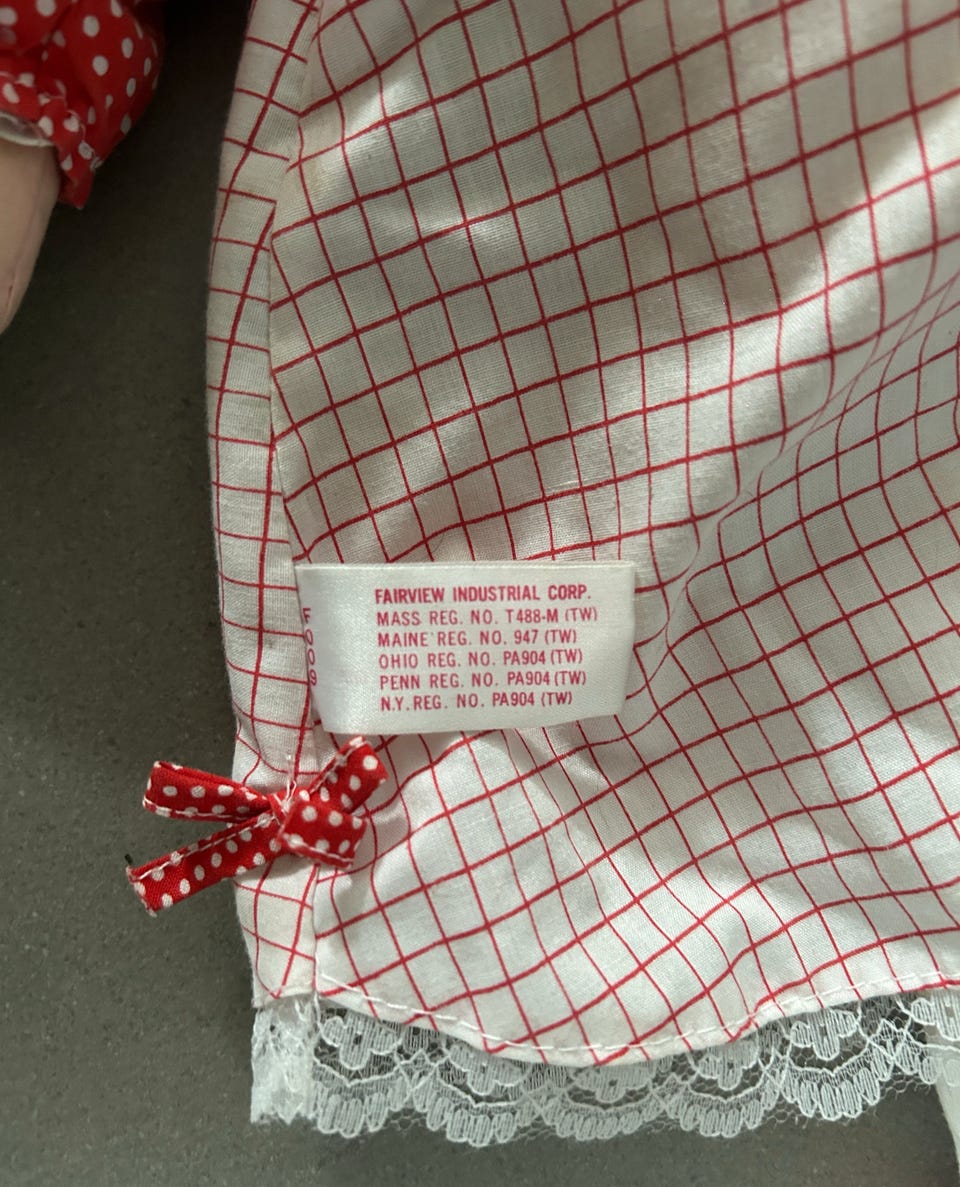 FAIRVIEW INDUSTRIAL CORP.
MASS REG. NO. T488-M (TW)
MAINE REG. NO. 947 (TW)
OHIO REG. NO. PA904 (TW)
PENN REG. NO. PA904 (TW)
N.Y. REG. NO. PA904 (TW)
F009